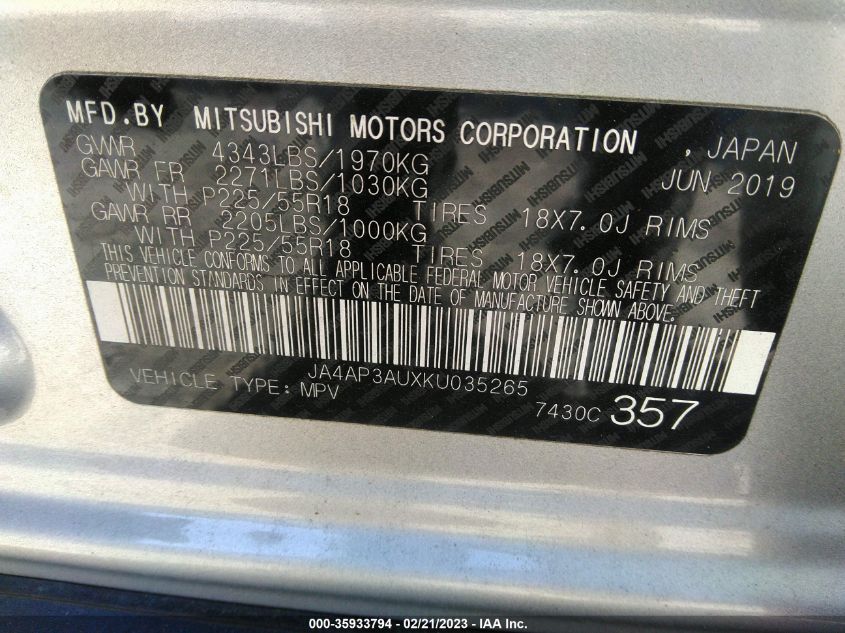 MFD.BY MITSUBISHI MOTORS CORPORATION , JAPAN
GVWR 4343LBS/1970KG JUN 2019
GAWR FR 2271LBS/1030KG
WITH P225/55R18 TIRES 18X7.0J RIMS
GAWR RR 2205LBS/1000KG
WITH P225/55R18 TIRES 18X7.0J RIMS
THIS VEHICLE CONFORMS TO ALL APPLICABLE FEDERAL MOTOR VEHICLE SAFETY AND THEFT
PREVENTION STANDARDS IN EFFECT ON THE DATE OF MANUFACTURE SHOWN ABOVE.
JA4AP3AUXKU035265
VEHICLE TYPE: MPV
7430C 357
000-35933794 — 02/21/2023 — IAA Inc.